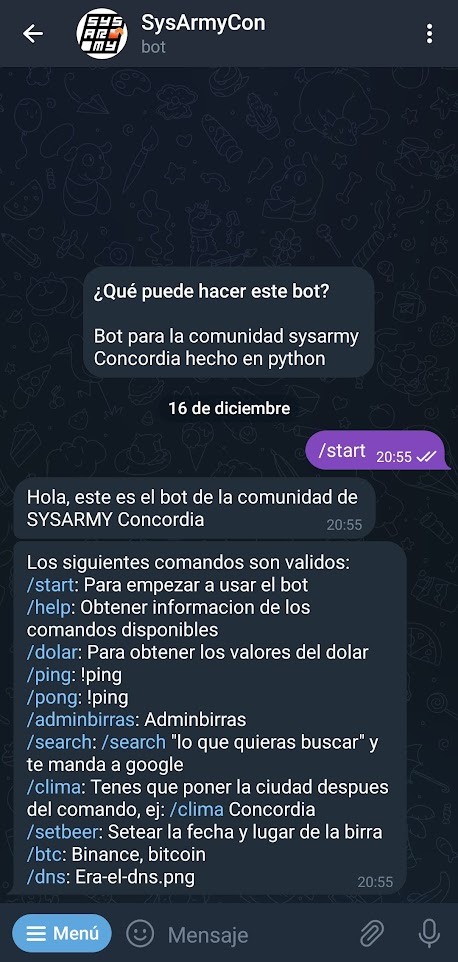 SYS
AR
MY
SysArmyCon
bot
¿Qué puede hacer este bot?
Bot para la comunidad sysarmy
Concordia hecho en python
16 de diciembre
/start 20:55
Hola, este es el bot de la comunidad de
SYSARMY Concordia
20:55
Los siguientes comandos son validos:
/start: Para empezar a usar el bot
/help: Obtener informacion de los
comandos disponibles
/dolar: Para obtener los valores del dolar
/ping: !ping
/pong: !ping
/adminbirras: Adminbirras
/search: /search "lo que quieras buscar" y
te manda a google
/clima: Tenes que poner la ciudad despues
del comando, ej: /clima Concordia
/setbeer: Setear la fecha y lugar de la birra
/btc: Binance, bitcoin
/dns: Era-el-dns.png
20:55
Menú
Mensaje